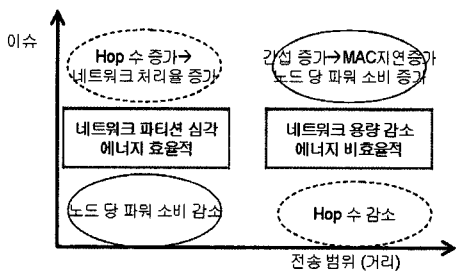 이슈
Hop 수 증가→
네트워크 처리율 증가
간섭 증가→MAC지연증가
노드 당 파워 소비 증가
네트워크 파티션 심각
에너지 효율적
네트워크 용량 감소
에너지 비효율적
노드 당 파워 소비 감소
Hop 수 감소
전송 범위 (거리)